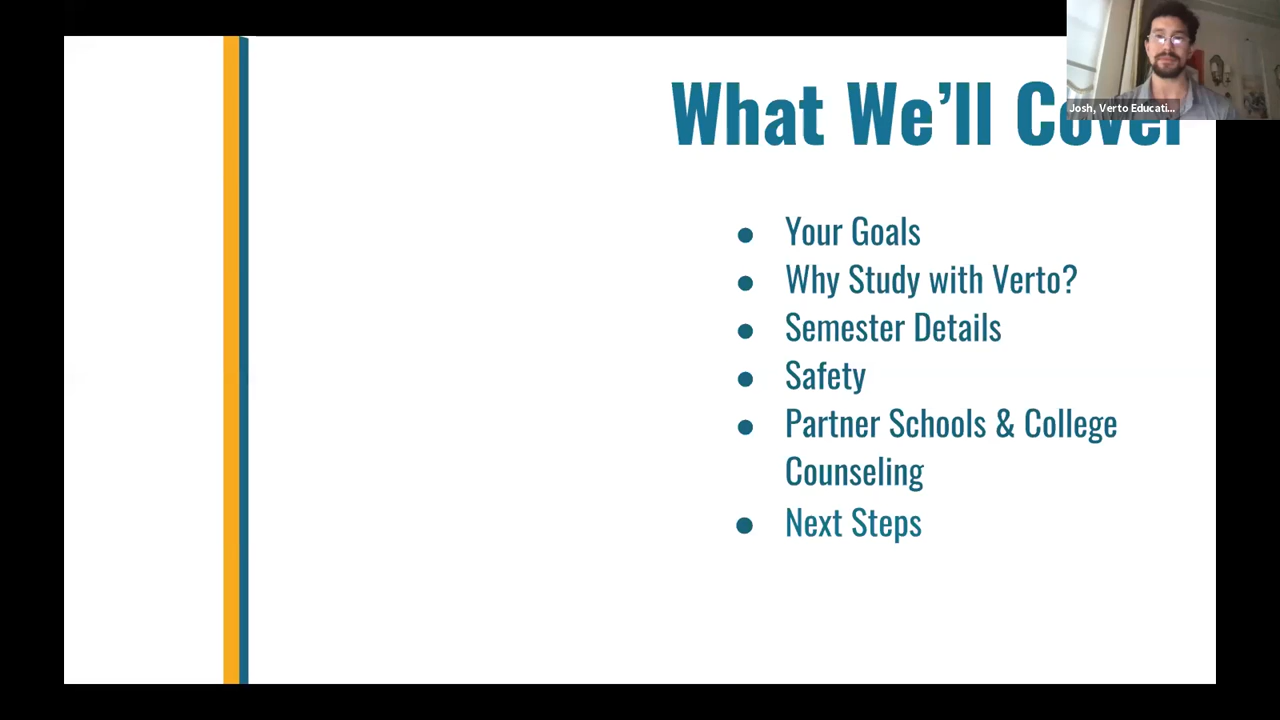 What We'll Cover
Josh, Verto Educati...
Your Goals
Why Study with Verto?
Semester Details
Safety
Partner Schools & College
Counseling
Next Steps